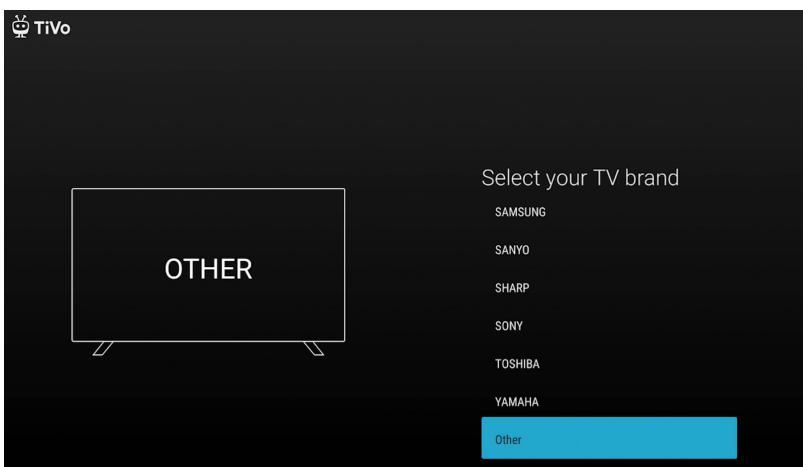 TiVo
OTHER
Select your TV brand
SAMSUNG
SANYO
SHARP
SONY
TOSHIBA
YAMAHA
Other